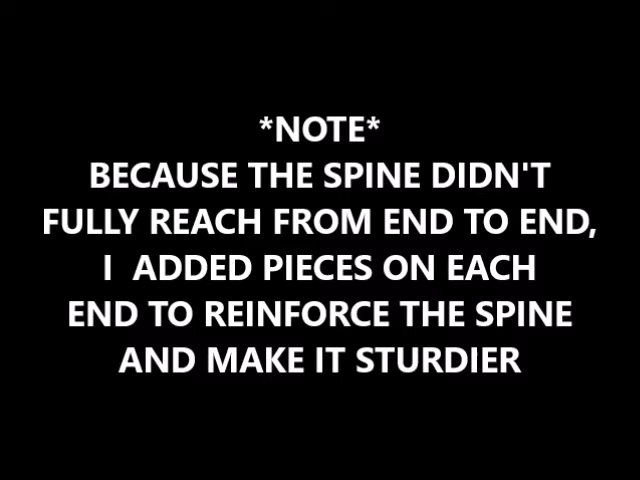 *NOTE*
BECAUSE THE SPINE DIDN'T
FULLY REACH FROM END TO END,
I  ADDED PIECES ON EACH
END TO REINFORCE THE SPINE
AND MAKE IT STURDIER